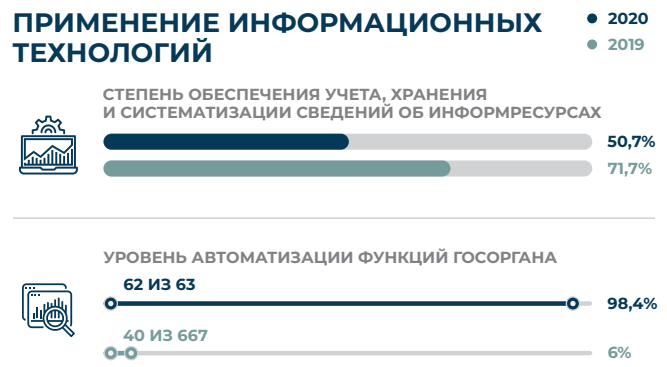 ПРИМЕНЕНИЕ ИНФОРМАЦИОННЫХ
ТЕХНОЛОГИЙ
2020
2019
СТЕПЕНЬ ОБЕСПЕЧЕНИЯ УЧЕТА, ХРАНЕНИЯ
И СИСТЕМАТИЗАЦИИ СВЕДЕНИЙ ОБ ИНФОРМРЕСУРСАХ
50,7%
71,7%
УРОВЕНЬ АВТОМАТИЗАЦИИ ФУНКЦИЙ ГОСОРГАНА
62 ИЗ 63
98,4%
40 ИЗ 667
6%